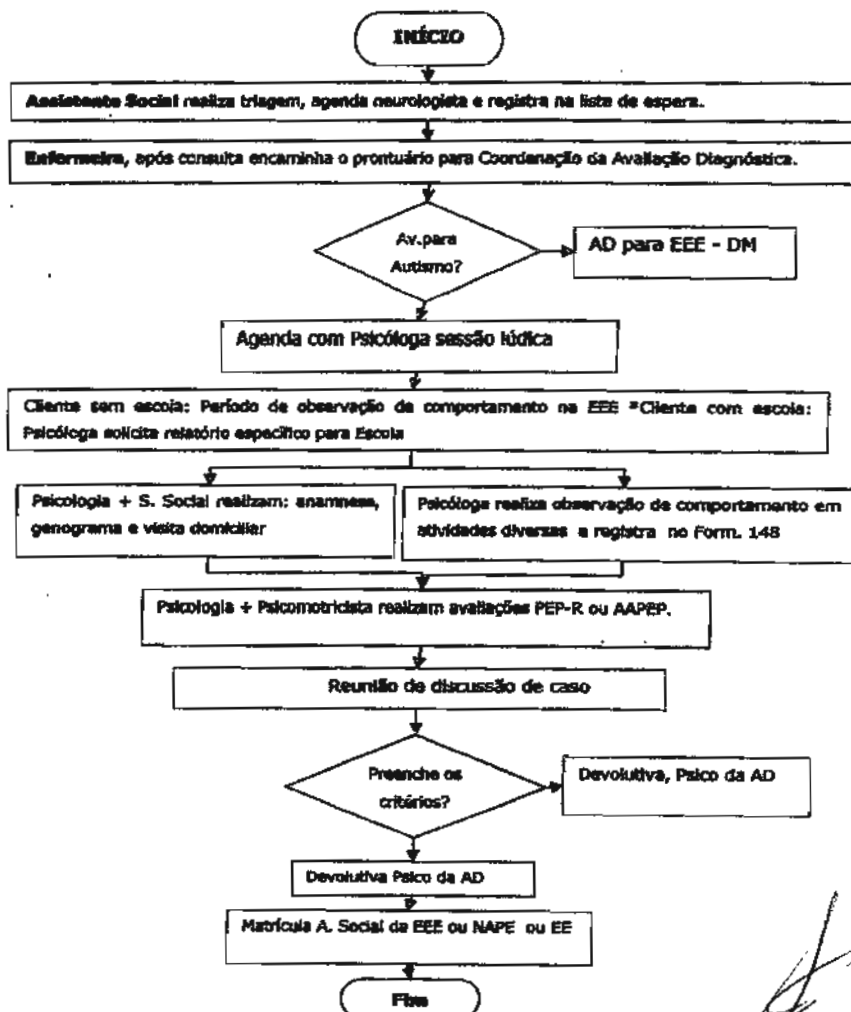 INÍCIO
Assistente Social realiza triagem, agenda neurologista e registra na lista de espera.
Enfermeira, após consulta encaminha o prontuário para Coordenação da Avaliação Diagnóstica.
Av.para
Autismo?
AD para EEE - DM
Agenda com Psicóloga sessão lúdica
Cliente sem escola: Período de observação de comportamento na EEE *Cliente com escola:
Psicóloga solicita relatório específico para Escola
Psicologia + S. Social realizam: anamnese,
genograma e visita domiciliar
Psicóloga realiza observação de comportamento em
atividades diversas e registra no Form. 148
Psicologia + Psicomotricista realizam avaliações PEP-R ou AAPEP.
Reunião de discussão de caso
Preenche os
critérios?
Devolutiva, Psico da AD
Devolutiva Psico da AD
Matrícula A. Social da EEE ou NAPE ou EE
Fim